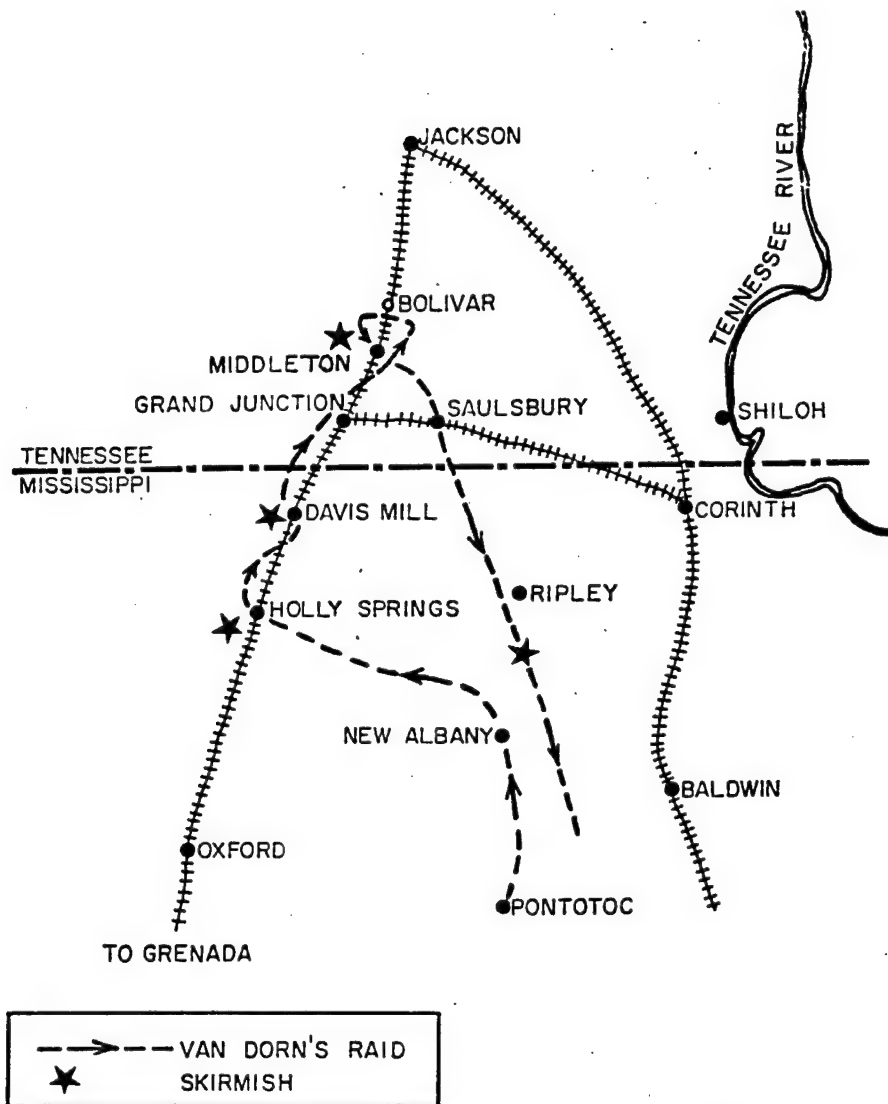 JACKSON
TENNESSEE RIVER
BOLIVAR
MIDDLETON
GRAND JUNCTION
SAULSBURY
SHILOH
TENNESSEE
MISSISSIPPI
DAVIS MILL
CORINTH
RIPLEY
HOLLY SPRINGS
NEW ALBANY
BALDWIN
OXFORD
PONTOTOC
TO GRENADA
VAN DORN'S RAID
SKIRMISH